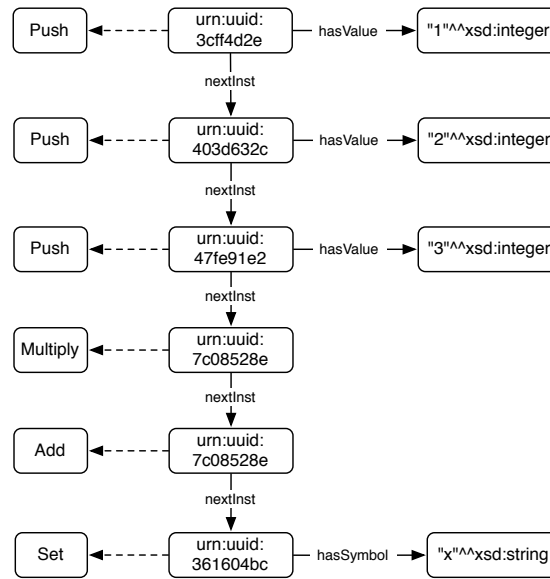 Push
urn:uuid:
3cff4d2e
hasValue
"1"^^xsd:integer
nextInst
Push
urn:uuid:
403d632c
hasValue
"2"^^xsd:integer
nextInst
Push
urn:uuid:
47fe91e2
hasValue
"3"^^xsd:integer
nextInst
Multiply
urn:uuid:
7c08528e
nextInst
Add
urn:uuid:
7c08528e
nextInst
Set
urn:uuid:
361604bc
hasSymbol
"x"^^xsd:string